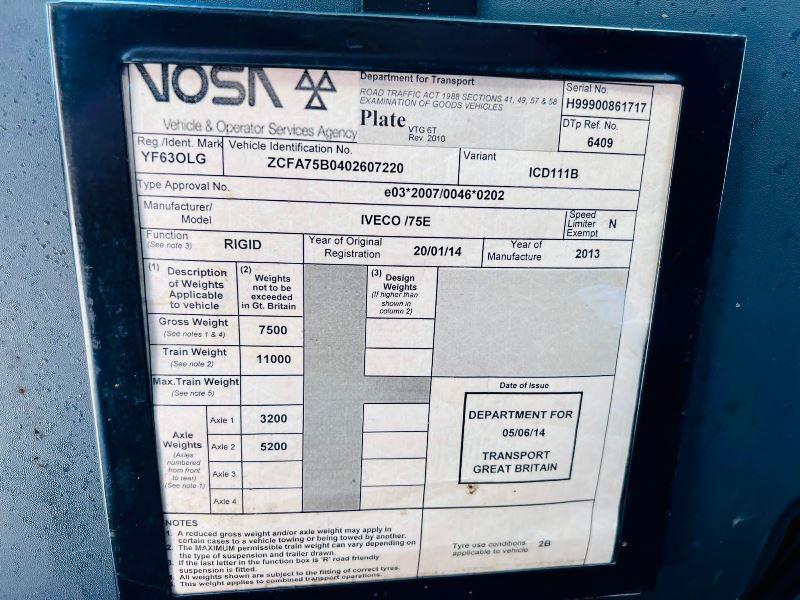 VOSA
Vehicle & Operator Services Agency
Department for Transport
ROAD TRAFFIC ACT 1988 SECTIONS 41, 49, 57 & 58
EXAMINATION OF GOODS VEHICLES
Plate VTG 6T
Rev. 2010
Serial No.
H99900861717
DTp Ref. No.
6409
Reg./Ident. Mark
YF63OLG
Vehicle Identification No.
ZCFA75B0402607220
Variant
ICD111B
Type Approval No.
e03*2007/0046*0202
Manufacturer/
Model
IVECO /75E
Speed
Limiter
Exempt
N
Function
(See note 3)
RIGID
Year of Original
Registration
20/01/14
Year of
Manufacture
2013
(1) Description
of Weights
Applicable
to vehicle
(2) Weights
not to be
exceeded
in Gt. Britain
(3) Design
Weights
(If higher than
shown in
column 2)
Gross Weight
(See notes 1 & 4)
7500
Train Weight
(See note 2)
11000
Max.Train Weight
(See note 5)
Axle
Weights
(Axles
numbered
from front
to rear)
(See note 1)
Axle 1 3200
Axle 2 5200
Axle 3
Axle 4
Date of Issue
DEPARTMENT FOR
05/06/14
TRANSPORT
GREAT BRITAIN
NOTES
1. A reduced gross weight and/or axle weight may apply in
certain cases to a vehicle towing or being towed by another.
2. The MAXIMUM permissible train weight can vary depending on
the type of suspension and trailer drawn.
3. If the last letter in the function box is 'R' road friendly
suspension is fitted.
4. All weights shown are subject to the fitting of correct tyres.
5. This weight applies to combined transport operations.
Tyre use conditions
applicable to vehicle
2B